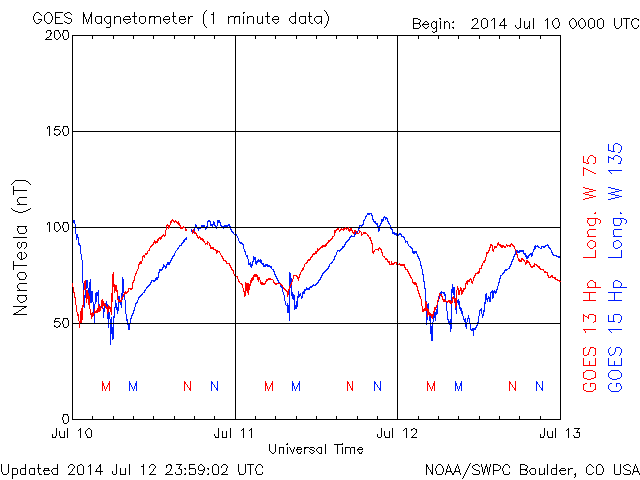 GOES Magnetometer (1 minute data)
Begin: 2014 Jul 10 0000 UTC
200
150
100
50
0
NanoTesla (nT)
M M N N M M N N M M N N
Jul 10 Jul 11 Jul 12 Jul 13
Universal Time
GOES 13 Hp Long. W 75
GOES 15 Hp Long. W 135
Updated 2014 Jul 12 23:59:02 UTC
NOAA/SWPC Boulder, CO USA